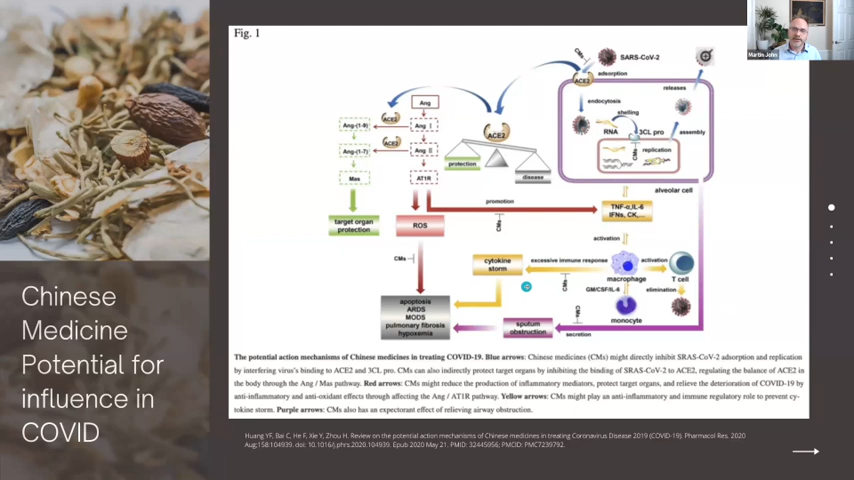 Fig. 1
Martin John
CMs
SARS-CoV-2
adsorption
ACE2
releases
endocytosis
shelling
RNA
3CL pro
assembly
CMs
replication
alveolar cell
Ang
Ang-(1-9)
ACE2
Ang I
Ang-(1-7)
ACE2
Ang II
Mas
AT1R
ACE2
protection
disease
promotion
CMs
target organ
protection
ROS
TNF-α,IL-6
IFNs, CK,...
activation
CMs
cytokine
storm
excessive immune response
activation
macrophage
T cell
CMs
GM/CSF/IL-6
elimination
monocyte
apoptosis
ARDS
MODS
pulmonary fibrosis
hypoxemia
sputum
obstruction
CMs
secretion
Chinese
Medicine
Potential for
influence in
COVID
The potential action mechanisms of Chinese medicines in treating COVID-19. Blue arrows: Chinese medicines (CMs) might directly inhibit SRAS-CoV-2 adsorption and replication
by interfering virus's binding to ACE2 and 3CL pro. CMs can also indirectly protect target organs by inhibiting the binding of SRAS-CoV-2 to ACE2, regulating the balance of ACE2 in
the body through the Ang / Mas pathway. Red arrows: CMs might reduce the production of inflammatory mediators, protect target organs, and relieve the deterioration of COVID-19 by
anti-inflammatory and anti-oxidant effects through affecting the Ang / AT1R pathway. Yellow arrows: CMs might play an anti-inflammatory and immune regulatory role to prevent cy-
tokine storm. Purple arrows: CMs also has an expectorant effect of relieving airway obstruction.
Huang YF, Bai C, He F, Xie Y, Zhou H. Review on the potential action mechanisms of Chinese medicines in treating Coronavirus Disease 2019 (COVID-19). Pharmacol Res. 2020
Aug;158:104939. doi: 10.1016/j.phrs.2020.104939. Epub 2020 May 21. PMID: 32445956; PMCID: PMC7239792.